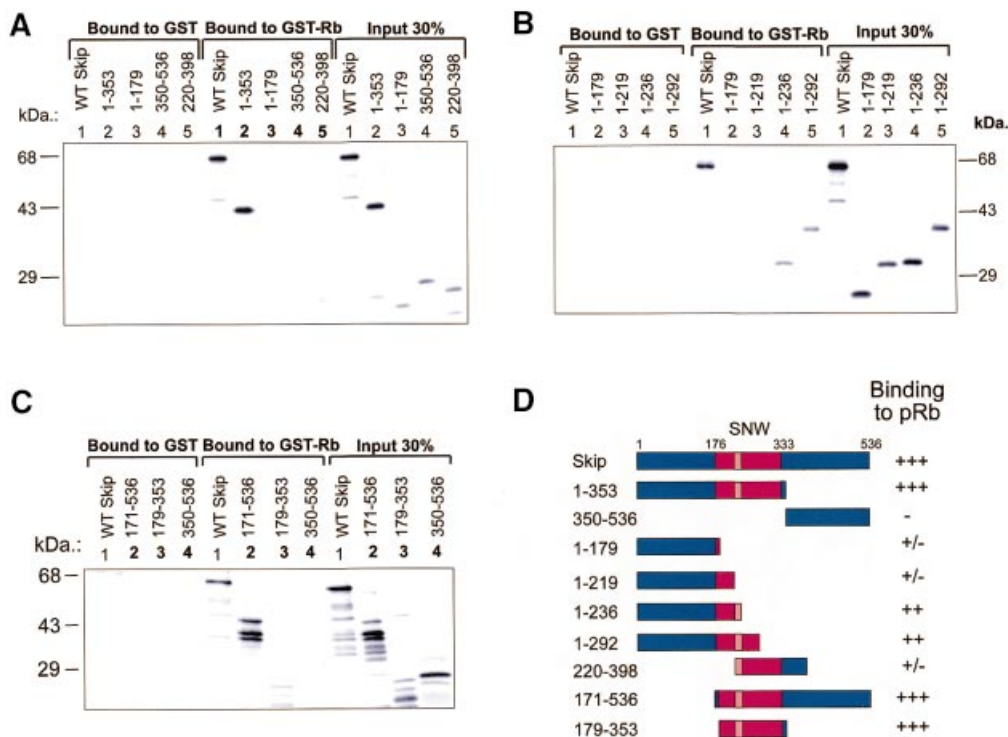 A
Bound to GST Bound to GST-Rb Input 30%
kDa.:
WT Skip 1-353 1-179 350-536 220-398 WT Skip 1-353 1-179 350-536 220-398 WT Skip 1-353 1-179 350-536 220-398
1 2 3 4 5 1 2 3 4 5 1 2 3 4 5
68
43
29
B
Bound to GST Bound to GST-Rb Input 30%
WT Skip 1-179 1-219 1-236 1-292 WT Skip 1-179 1-219 1-236 1-292 WT Skip 1-179 1-219 1-236 1-292
1 2 3 4 5 1 2 3 4 5 1 2 3 4 5
kDa.
68
43
29
C
Bound to GST Bound to GST-Rb Input 30%
WT Skip 171-536 179-353 350-536 WT Skip 171-536 179-353 350-536 WT Skip 171-536 179-353 350-536
kDa.:
1 2 3 4 1 2 3 4 1 2 3 4
68
43
29
D
Binding
to pRb
SNW
1 176 333 536
Skip +++
1-353 +++
350-536 -
1-179 +/-
1-219 +/-
1-236 ++
1-292 ++
220-398 +/-
171-536 +++
179-353 +++